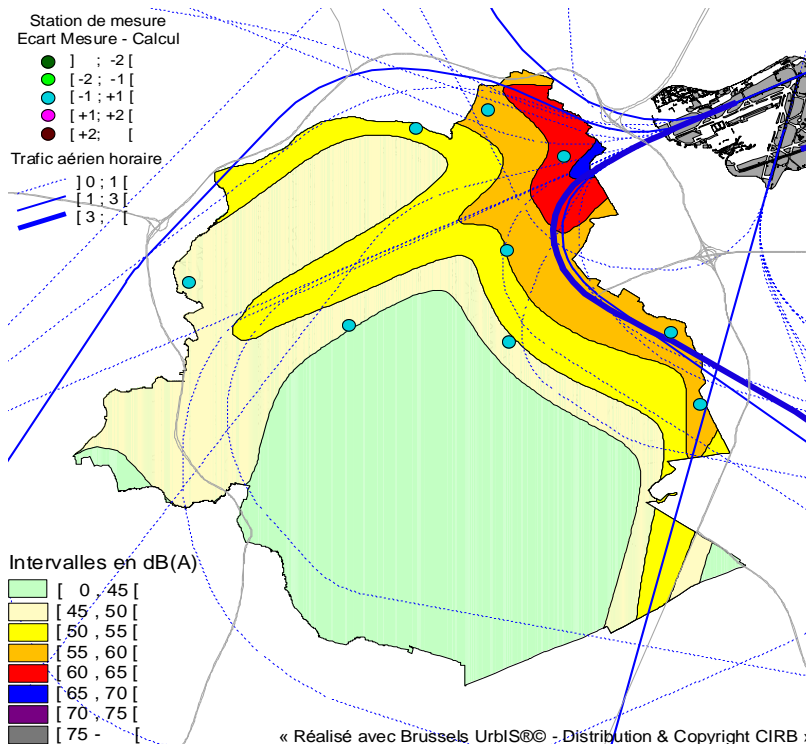 Station de mesure
Ecart Mesure - Calcul
] ; -2 [
[ -2 ; -1 [
[ -1 ; +1 [
[ +1; +2 [
[ +2; [
Trafic aérien horaire
] 0 ; 1 [
[ 1 ; 3 [
[ 3 ; [
Intervalles en dB(A)
[ 0 , 45 [
[ 45 , 50 [
[ 50 , 55 [
[ 55 , 60 [
[ 60 , 65 [
[ 65 , 70 [
[ 70 , 75 [
[ 75 - [
« Réalisé avec Brussels UrbIS®© - Distribution & Copyright CIRB »